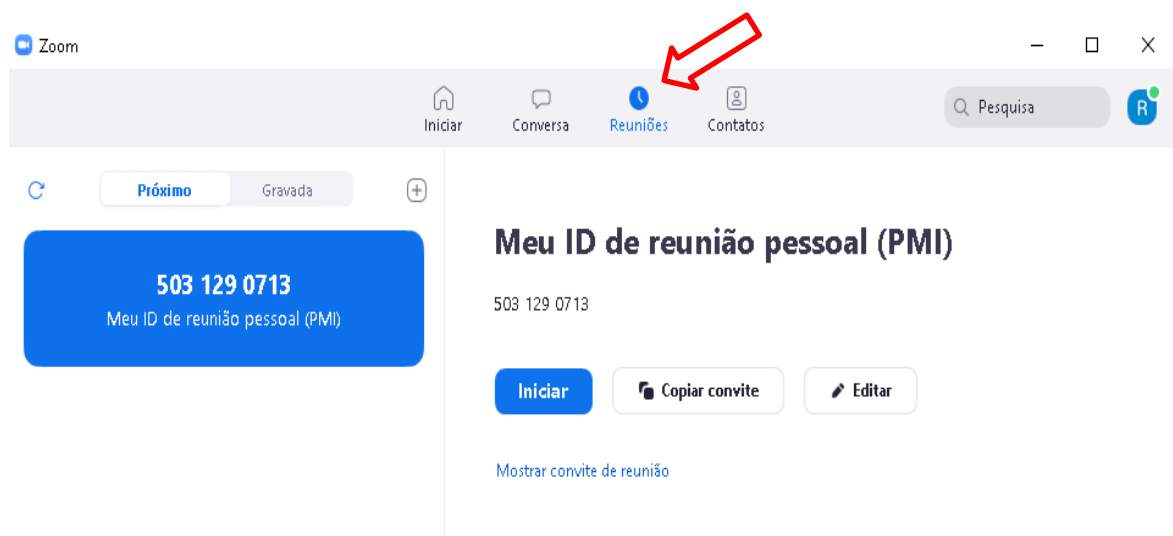 Zoom
Iniciar
Conversa
Reuniões
Contatos
Pesquisa
R
Próximo
Gravada
503 129 0713
Meu ID de reunião pessoal (PMI)
Meu ID de reunião pessoal (PMI)
503 129 0713
Iniciar
Copiar convite
Editar
Mostrar convite de reunião